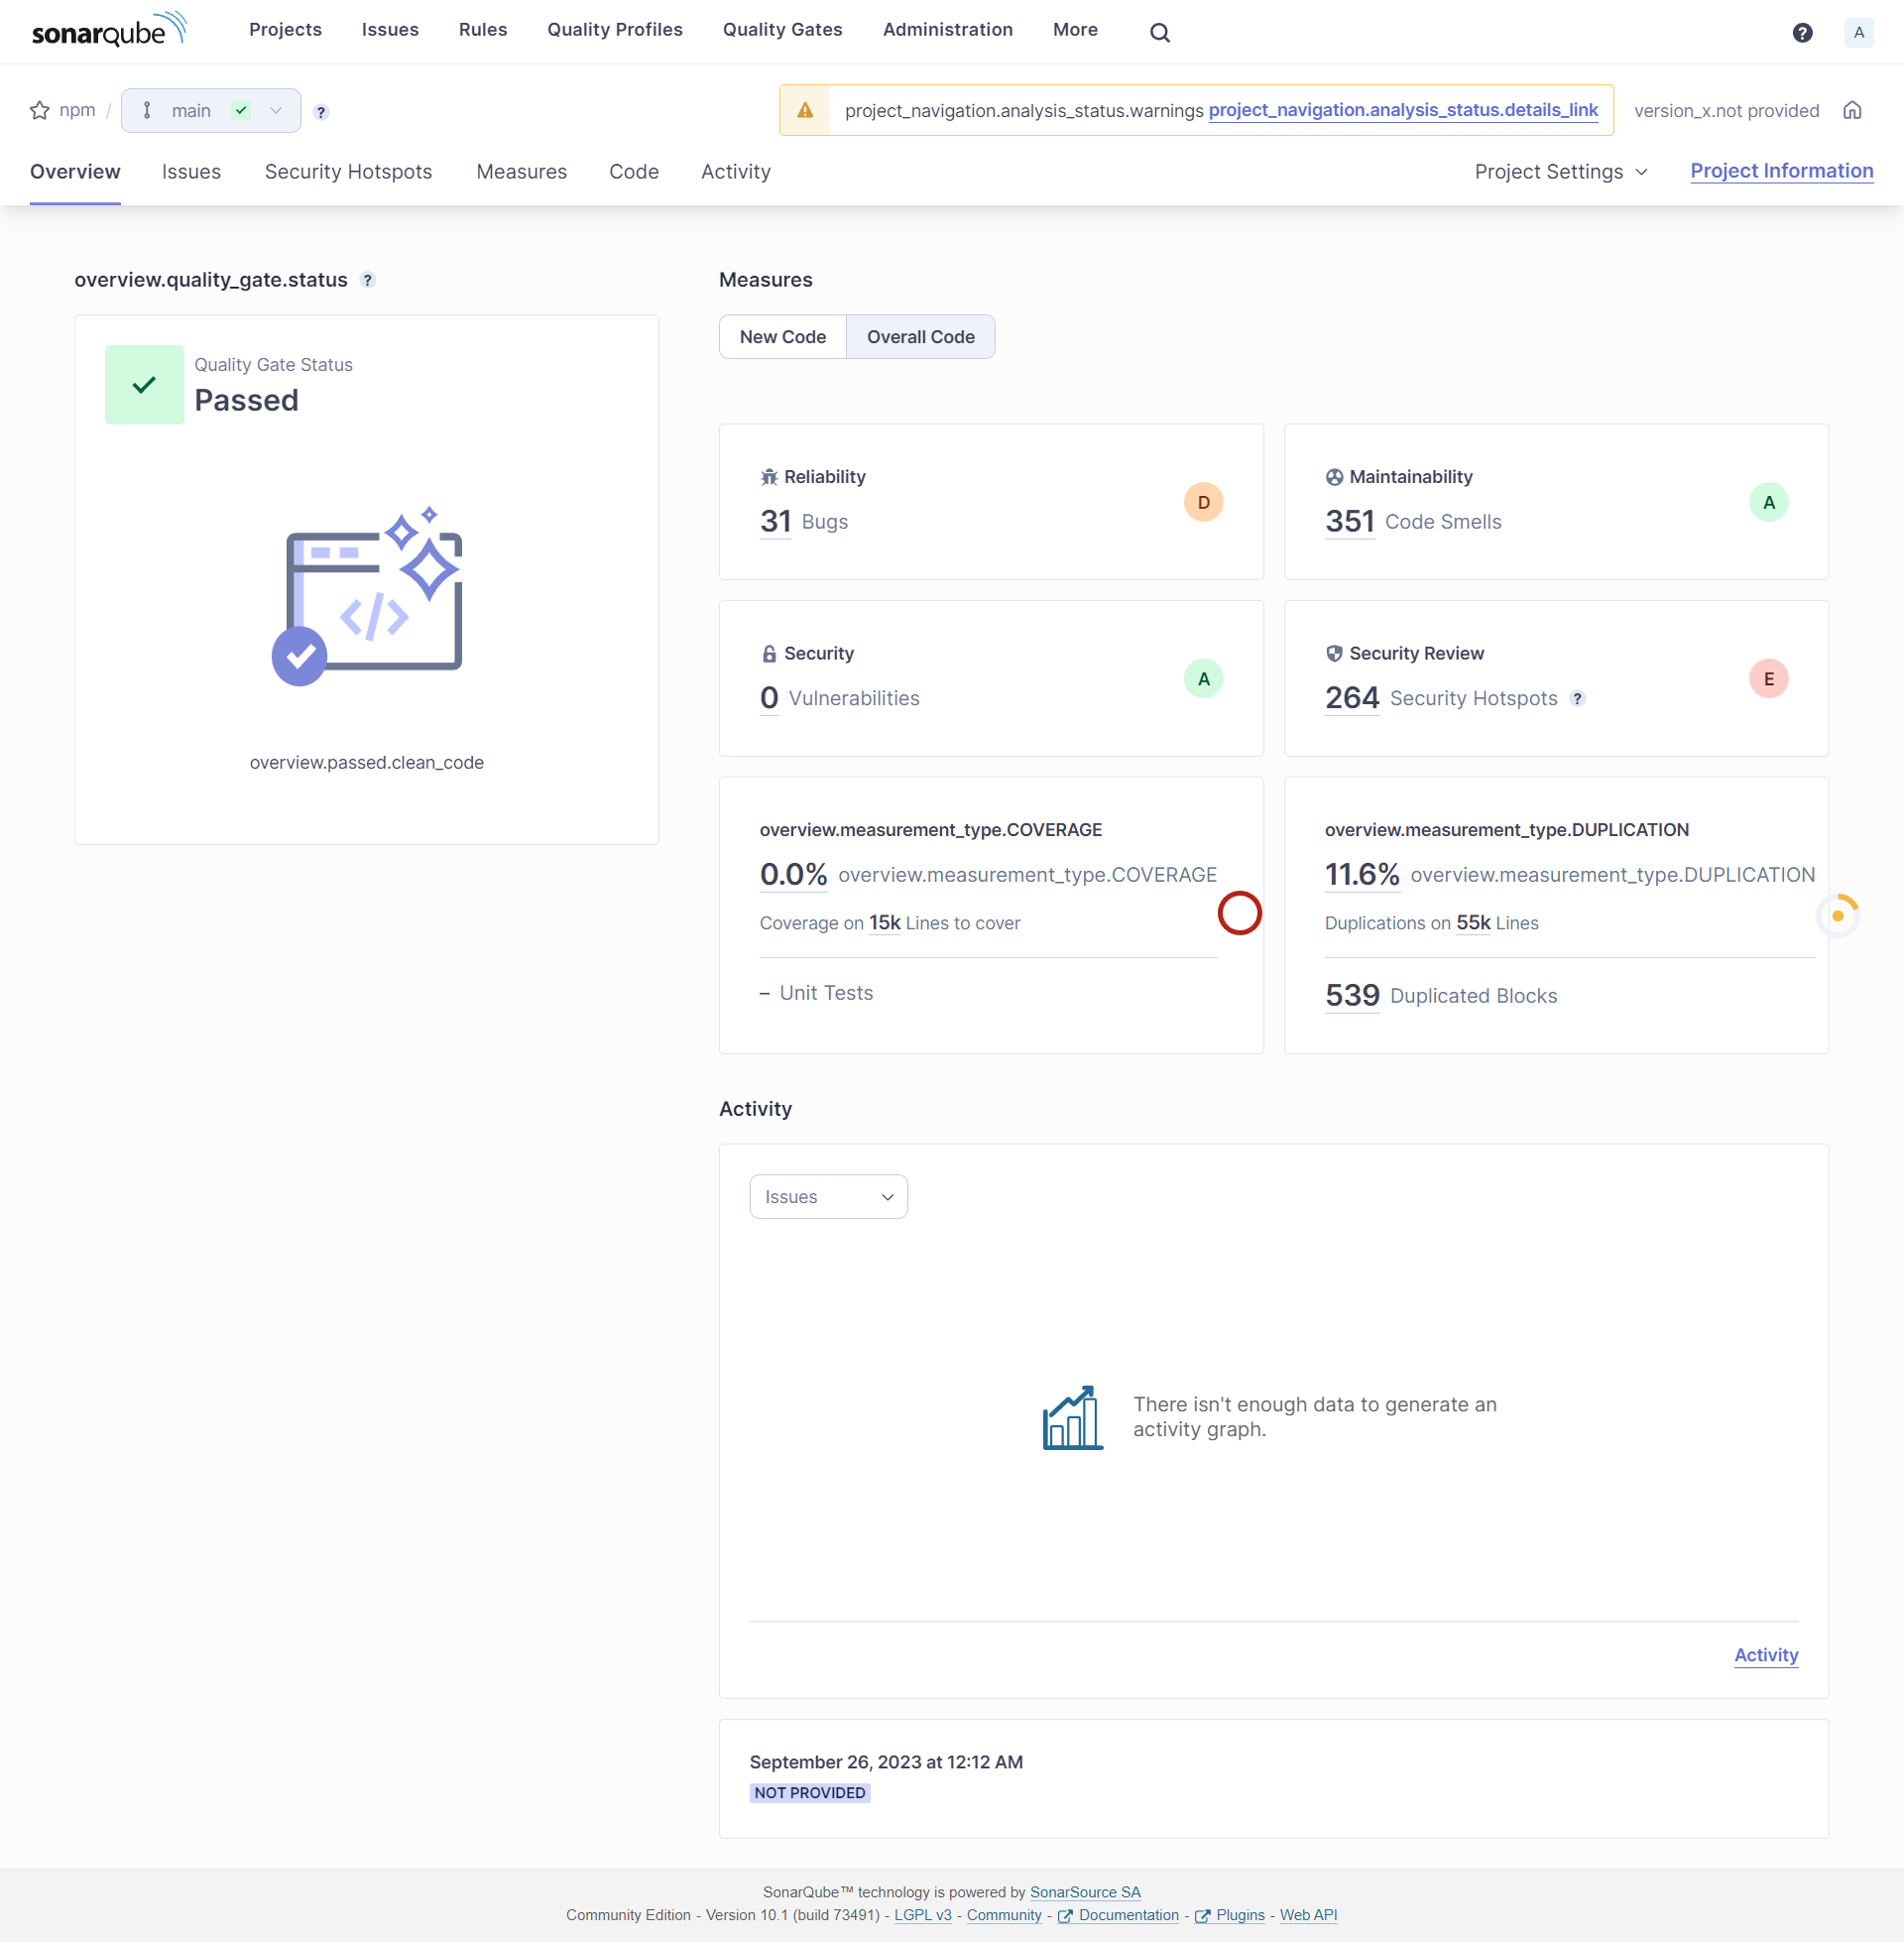 sonarqube Projects Issues Rules Quality Profiles Quality Gates Administration More ? A
npm / main ? project_navigation.analysis_status.warnings project_navigation.analysis_status.details_link version_x.not provided
Overview Issues Security Hotspots Measures Code Activity Project Settings Project Information
overview.quality_gate.status ?
Quality Gate Status
Passed
</>
overview.passed.clean_code
Measures
New Code Overall Code
Reliability
31 Bugs
D
Maintainability
351 Code Smells
A
Security
0 Vulnerabilities
A
Security Review
264 Security Hotspots ?
E
overview.measurement_type.COVERAGE
0.0% overview.measurement_type.COVERAGE
Coverage on 15k Lines to cover
– Unit Tests
overview.measurement_type.DUPLICATION
11.6% overview.measurement_type.DUPLICATION
Duplications on 55k Lines
539 Duplicated Blocks
Activity
Issues
There isn't enough data to generate an
activity graph.
Activity
September 26, 2023 at 12:12 AM
NOT PROVIDED
SonarQube™ technology is powered by SonarSource SA
Community Edition - Version 10.1 (build 73491) - LGPL v3 - Community - Documentation - Plugins - Web API